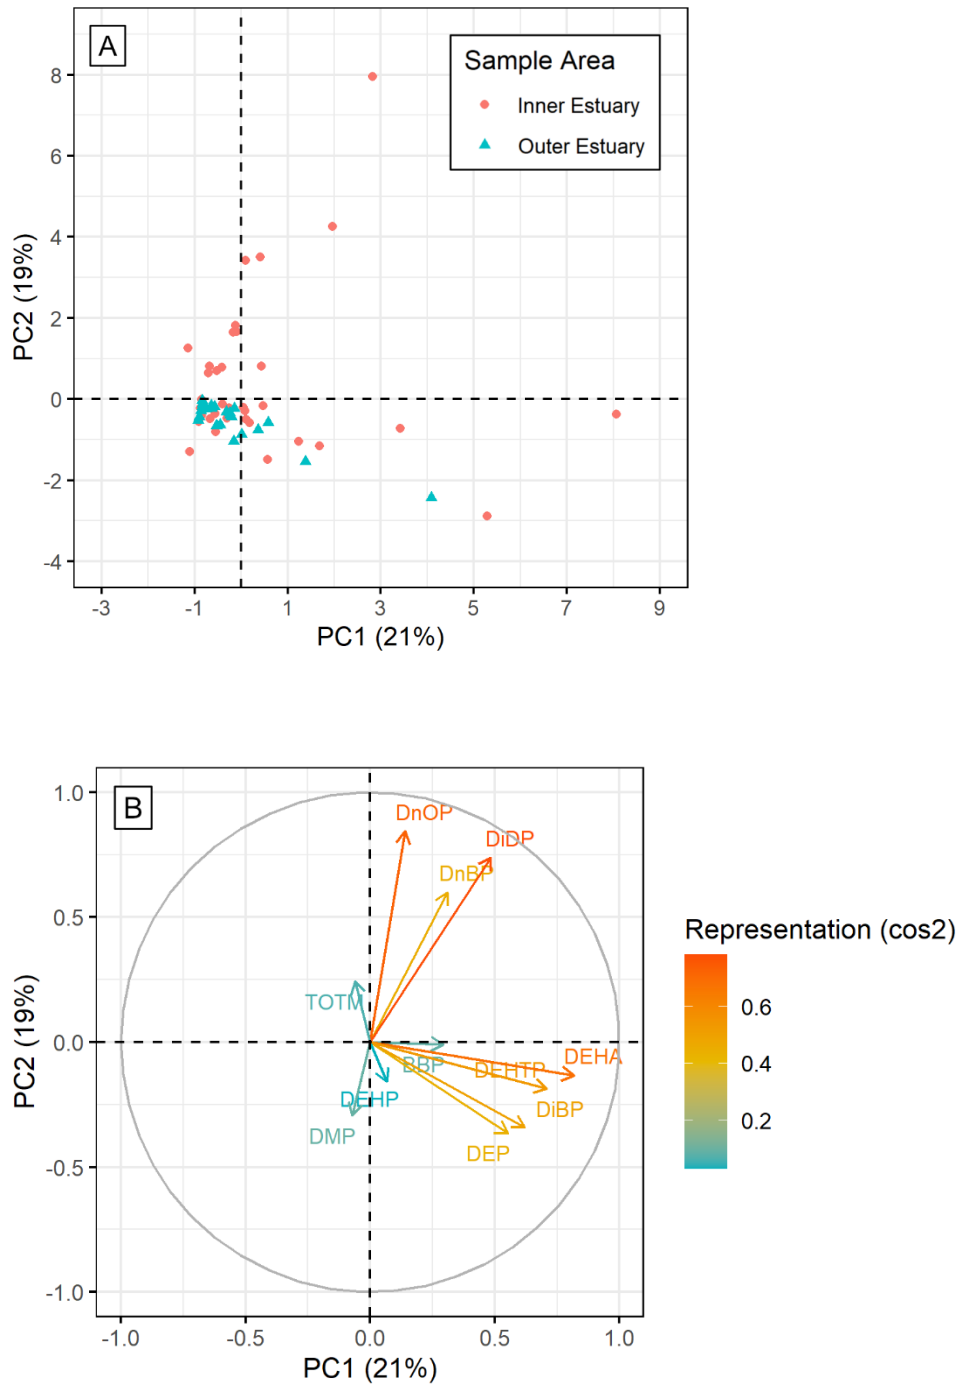 A
Sample Area
Inner Estuary
Outer Estuary
8
6
4
2
0
-2
-4
PC2 (19%)
-3 -1 1 3 5 7 9
PC1 (21%)
B
1.0
0.5
0.0
-0.5
-1.0
PC2 (19%)
DnOP
DiDP
DnBP
TOTM
BBP
DEHTP
DEHA
DEHP
DiBP
DMP
DEP
-1.0 -0.5 0.0 0.5 1.0
PC1 (21%)
Representation (cos2)
0.6
0.4
0.2